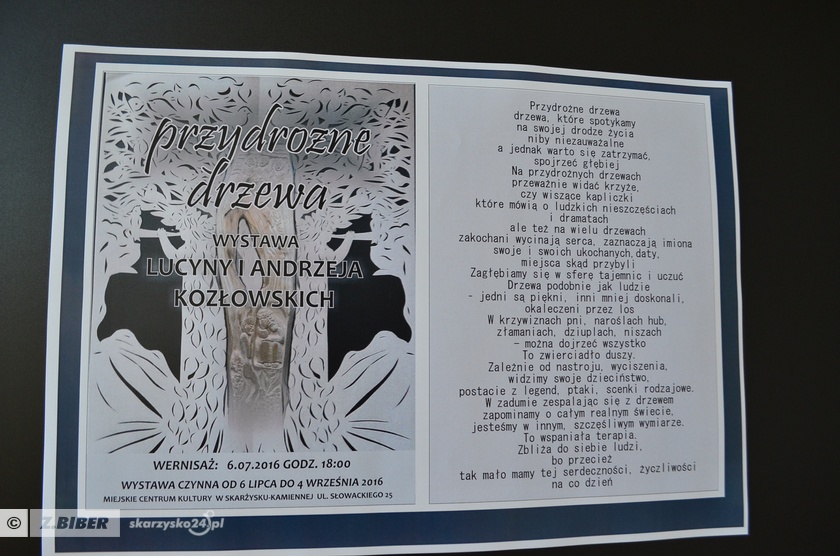 przydrożne
drzewa
WYSTAWA
LUCYNY I ANDRZEJA
KOZŁOWSKICH
WERNISAŻ: 6.07.2016 GODZ. 18:00
WYSTAWA CZYNNA OD 6 LIPCA DO 4 WRZEŚNIA 2016
MIEJSKIE CENTRUM KULTURY W SKARŻYSKU-KAMIENNEJ UL. SŁOWACKIEGO 25
Przydrożne drzewa
drzewa, które spotykamy
na swojej drodze życia
niby niezauważalne
a jednak warto się zatrzymać,
spojrzeć głębiej
Na przydrożnych drzewach
przeważnie widać krzyże,
czy wiszące kapliczki
które mówią o ludzkich nieszczęściach
i dramatach
ale też na wielu drzewach
zakochani wycinają serca, zaznaczają imiona
swoje i swoich ukochanych,daty,
miejsca skąd przybyli
Zagłębiamy się w sferę tajemnic i uczuć
Drzewa podobnie jak ludzie
- jedni są piękni, inni mniej doskonali,
okaleczeni przez los
W krzywiznach pni, naroślach hub,
złamaniach, dziuplach, niszach
– można dojrzeć wszystko
To zwierciadło duszy.
Zależnie od nastroju, wyciszenia,
widzimy swoje dzieciństwo,
postacie z legend, ptaki, scenki rodzajowe.
W zadumie zespalając się z drzewem
zapominamy o całym realnym świecie,
jesteśmy w innym, szczęśliwym wymiarze.
To wspaniała terapia.
Zbliża do siebie ludzi,
bo przecież
tak mało mamy tej serdeczności, życzliwości
na co dzień
© Z.BIBER skarzysko24.pl